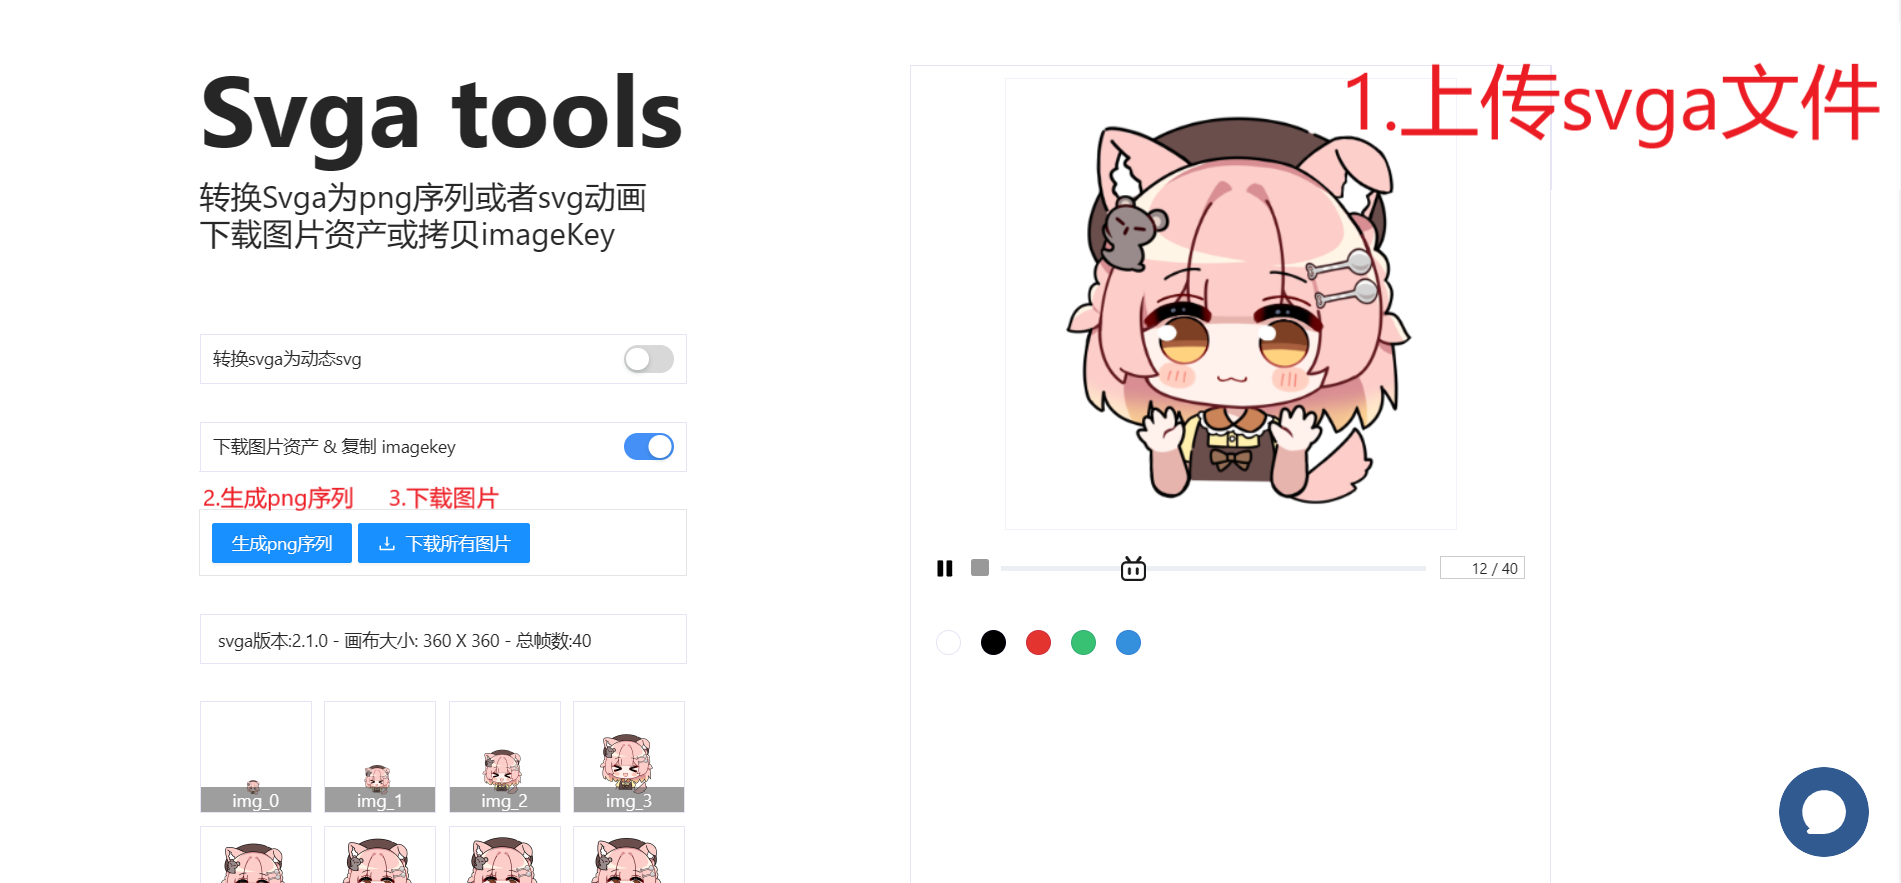 Svga tools
转换Svga为png序列或者svg动画
下载图片资产或拷贝imageKey
转换svga为动态svg
下载图片资产 & 复制 imagekey
2.生成png序列
3.下载图片
生成png序列
下载所有图片
svga版本:2.1.0 - 画布大小: 360 X 360 - 总帧数:40
img_0
img_1
img_2
img_3
1.上传svga文件
12 / 40